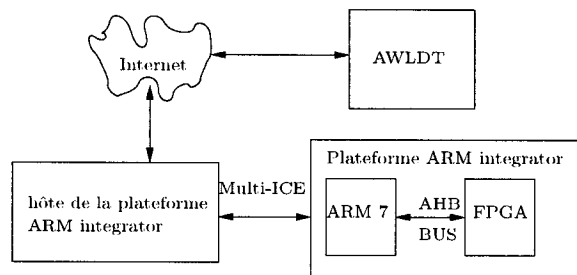 Internet
AWLDT
Plateforme ARM integrator
hôte de la plateforme
ARM integrator
Multi-ICE
ARM 7
AHB
BUS
FPGA